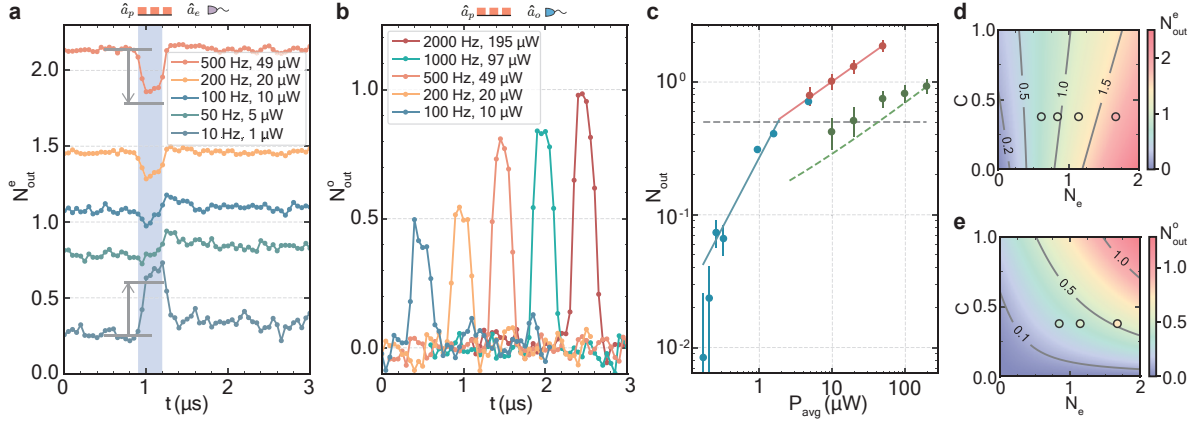 a
â_p
â_e
N^e_out
2.0
1.5
1.0
0.5
0.0
500 Hz, 49 µW
200 Hz, 20 µW
100 Hz, 10 µW
50 Hz, 5 µW
10 Hz, 1 µW
0
1
2
3
t (µs)
b
â_p
â_o
N^o_out
1.0
0.5
0.0
2000 Hz, 195 µW
1000 Hz, 97 µW
500 Hz, 49 µW
200 Hz, 20 µW
100 Hz, 10 µW
0
1
2
3
t (µs)
c
N_out
10^0
10^-1
10^-2
1
10
100
P_avg (µW)
d
C
1.0
0.5
0.0
0.2
0.5
1.0
1.5
0
1
2
N_e
N^e_out
2
1
0
e
C
1.0
0.5
0.0
0.1
0.5
1.0
0
1
2
N_e
N^o_out
1.0
0.5
0.0